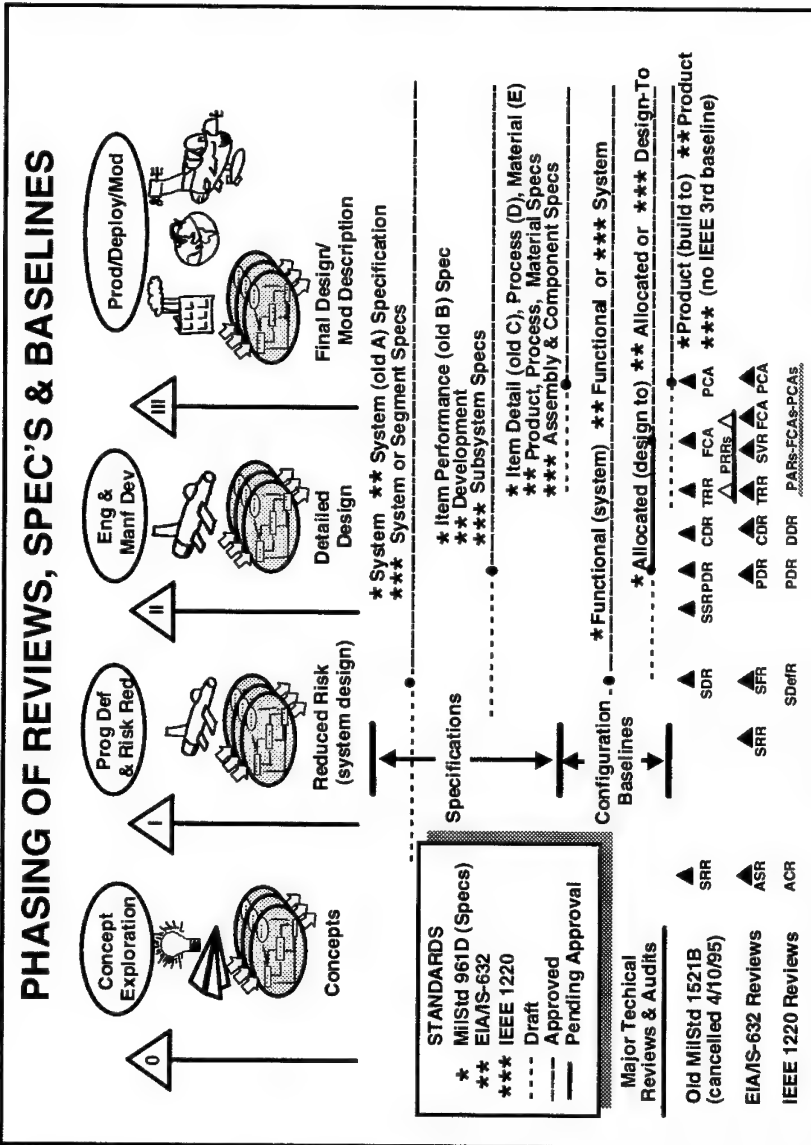 PHASING OF REVIEWS, SPEC'S & BASELINES
0
Concept
Exploration
Concepts
I
Prog Def
& Risk Red
Reduced Risk
(system design)
II
Eng &
Manf Dev
Detailed
Design
III
Prod/Deploy/Mod
Final Design/
Mod Description
STANDARDS
* MilStd 961D (Specs)
** EIA/IS-632
*** IEEE 1220
---- Draft
Approved
Pending Approval
Specifications
* System ** System (old A) Specification
*** System or Segment Specs
* Item Performance (old B) Spec
** Development
*** Subsystem Specs
* Item Detail (old C), Process (D), Material (E)
** Product, Process, Material Specs
*** Assembly & Component Specs
Configuration
Baselines
* Functional (system) ** Functional or *** System
* Allocated (design to) ** Allocated or *** Design-To
* Product (build to) ** Product
*** (no IEEE 3rd baseline)
Major Techical
Reviews & Audits
Old MilStd 1521B
(cancelled 4/10/95)
SRR SDR SSR PDR CDR TRR FCA PCA
PRRs
EIA/IS-632 Reviews
ASR SRR SFR PDR CDR TRR SVR FCA PCA
IEEE 1220 Reviews
ACR SDefR PDR DDR PARs-FCAs-PCAs